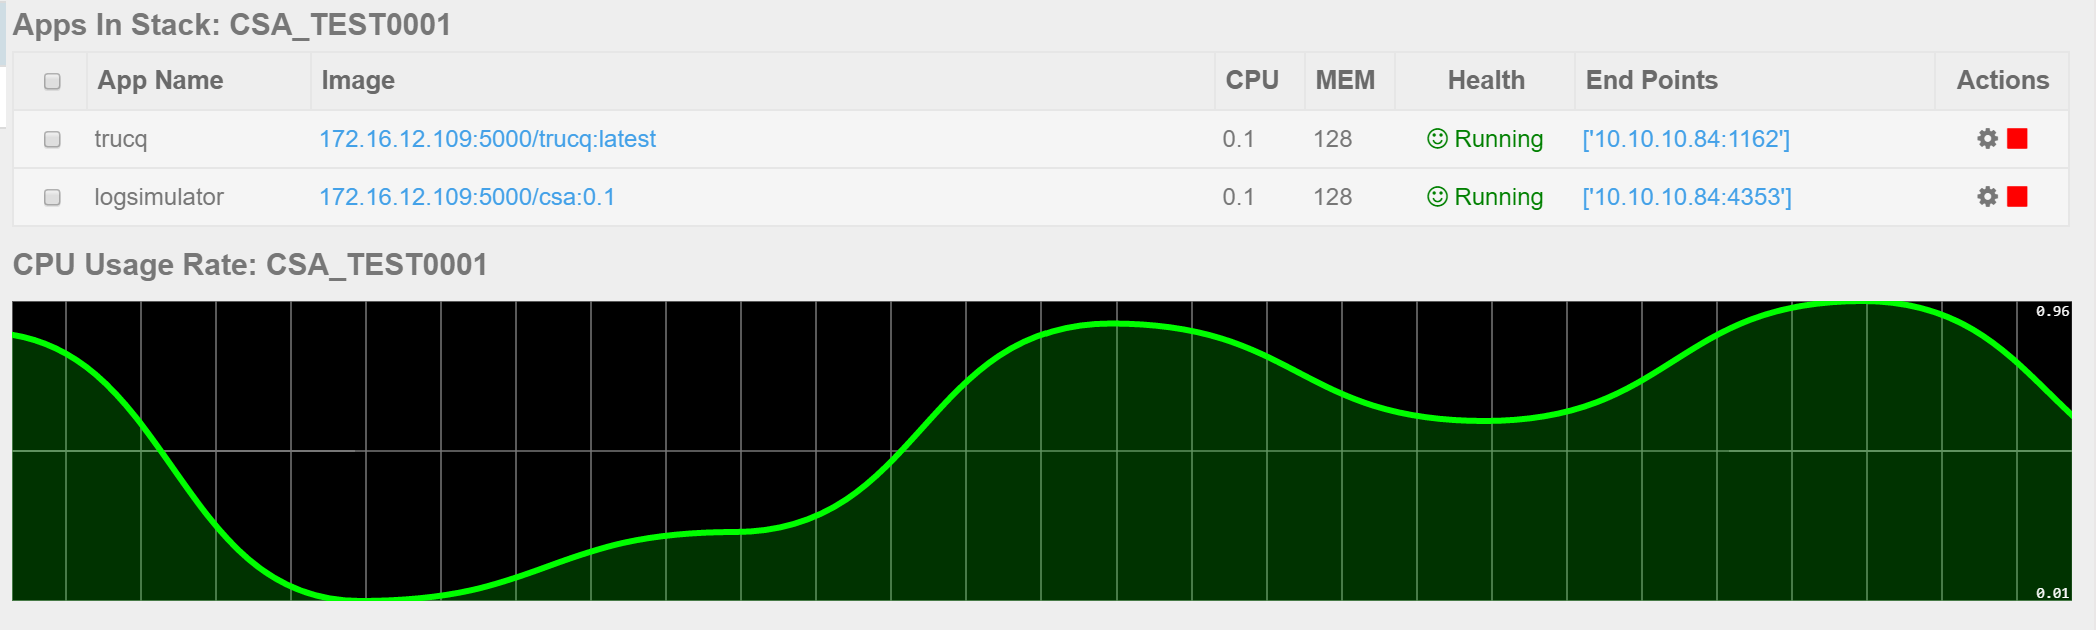 Apps In Stack: CSA_TEST0001
App Name Image CPU MEM Health End Points Actions
trucq 172.16.12.109:5000/trucq:latest 0.1 128 Running ['10.10.10.84:1162']
logsimulator 172.16.12.109:5000/csa:0.1 0.1 128 Running ['10.10.10.84:4353']
CPU Usage Rate: CSA_TEST0001
0.96
0.01